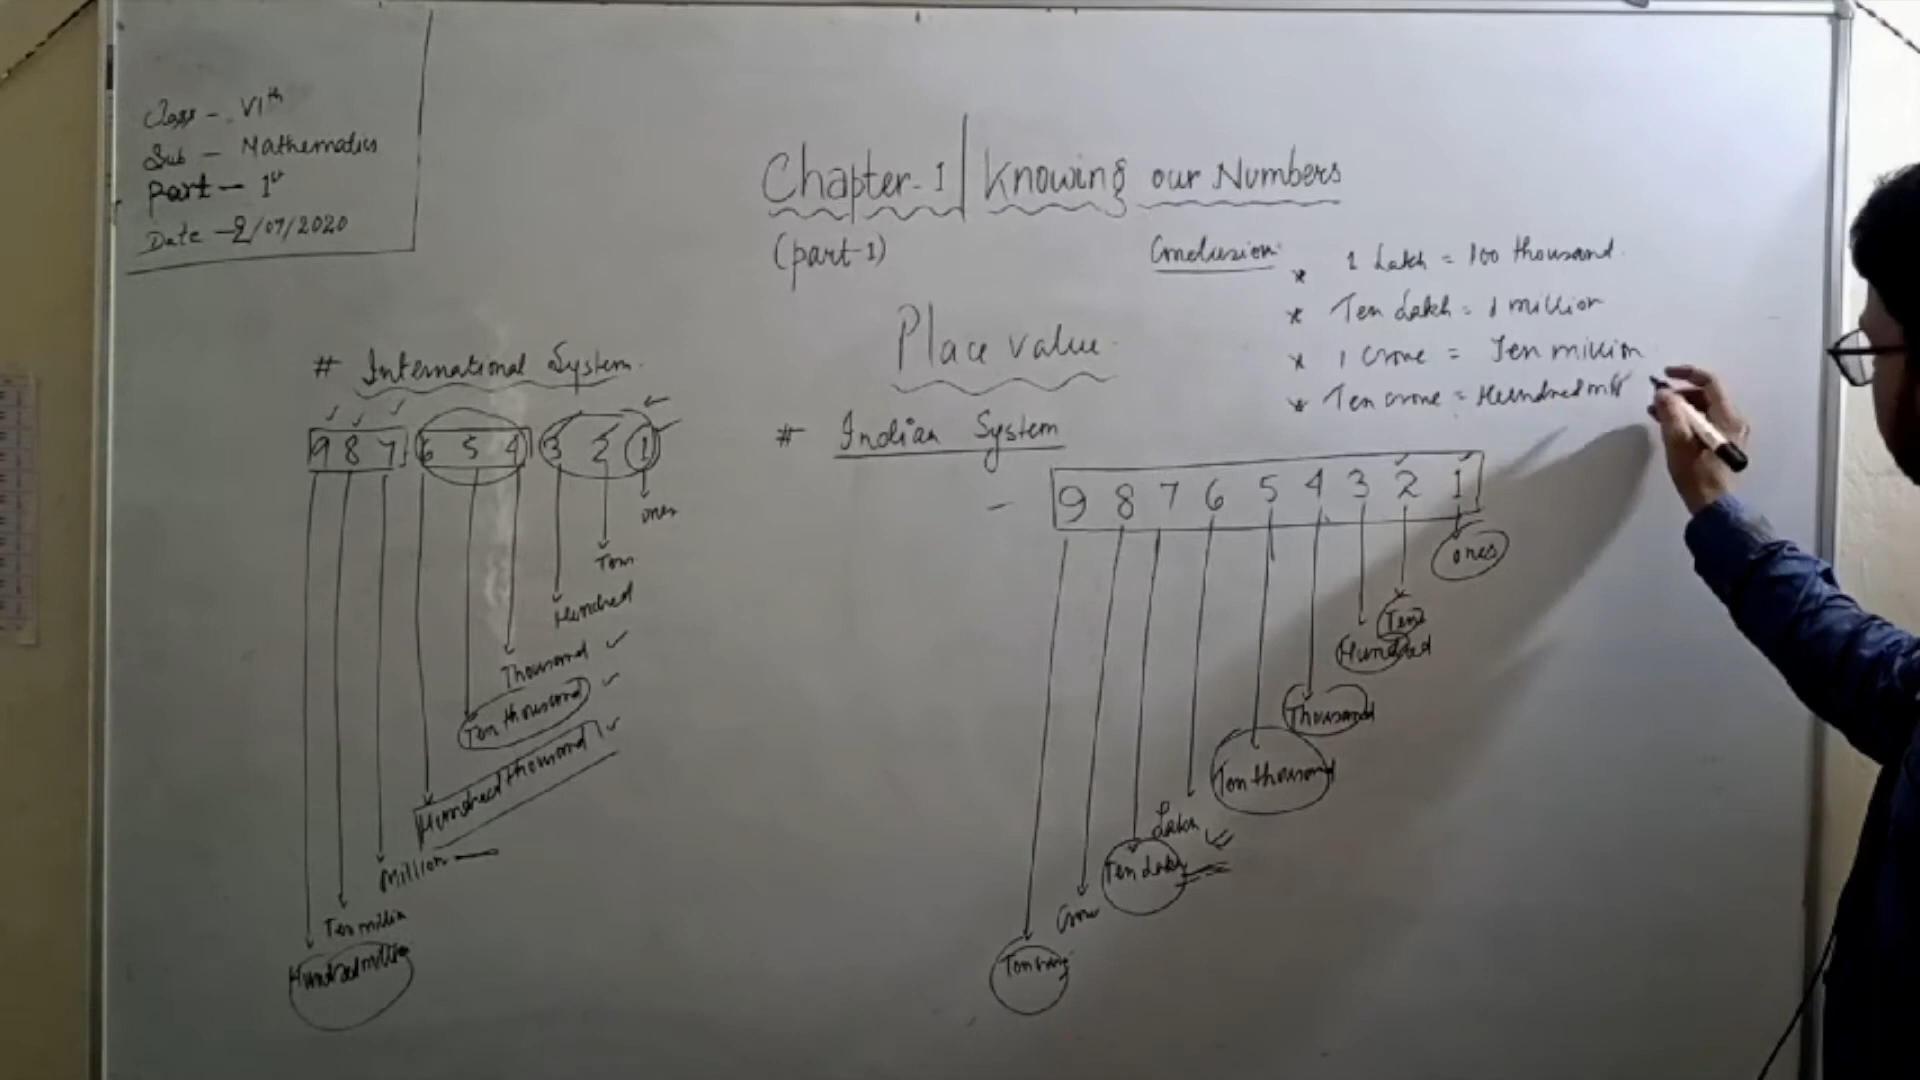 Class - VIth
Sub - Mathematics
Part - 1st
Date - 2/07/2020
Chapter-1 | Knowing our Numbers
(part-1)
Conclusion:
* 1 Lakh = 100 thousand.
* Ten Lakh = 1 million
* 1 Crore = Ten million
* Ten crore = Hundred mill
Place value
# International System
9 8 7 6 5 4 3 2 1
ones
Tens
Hundred
Thousand
Ten thousand
Hundred thousand
Million
Ten million
Hundred million
# Indian System
9 8 7 6 5 4 3 2 1
ones
Tens
Hundred
Thousand
Ten thousand
Lakh
Ten Lakh
Crore
Ten crore